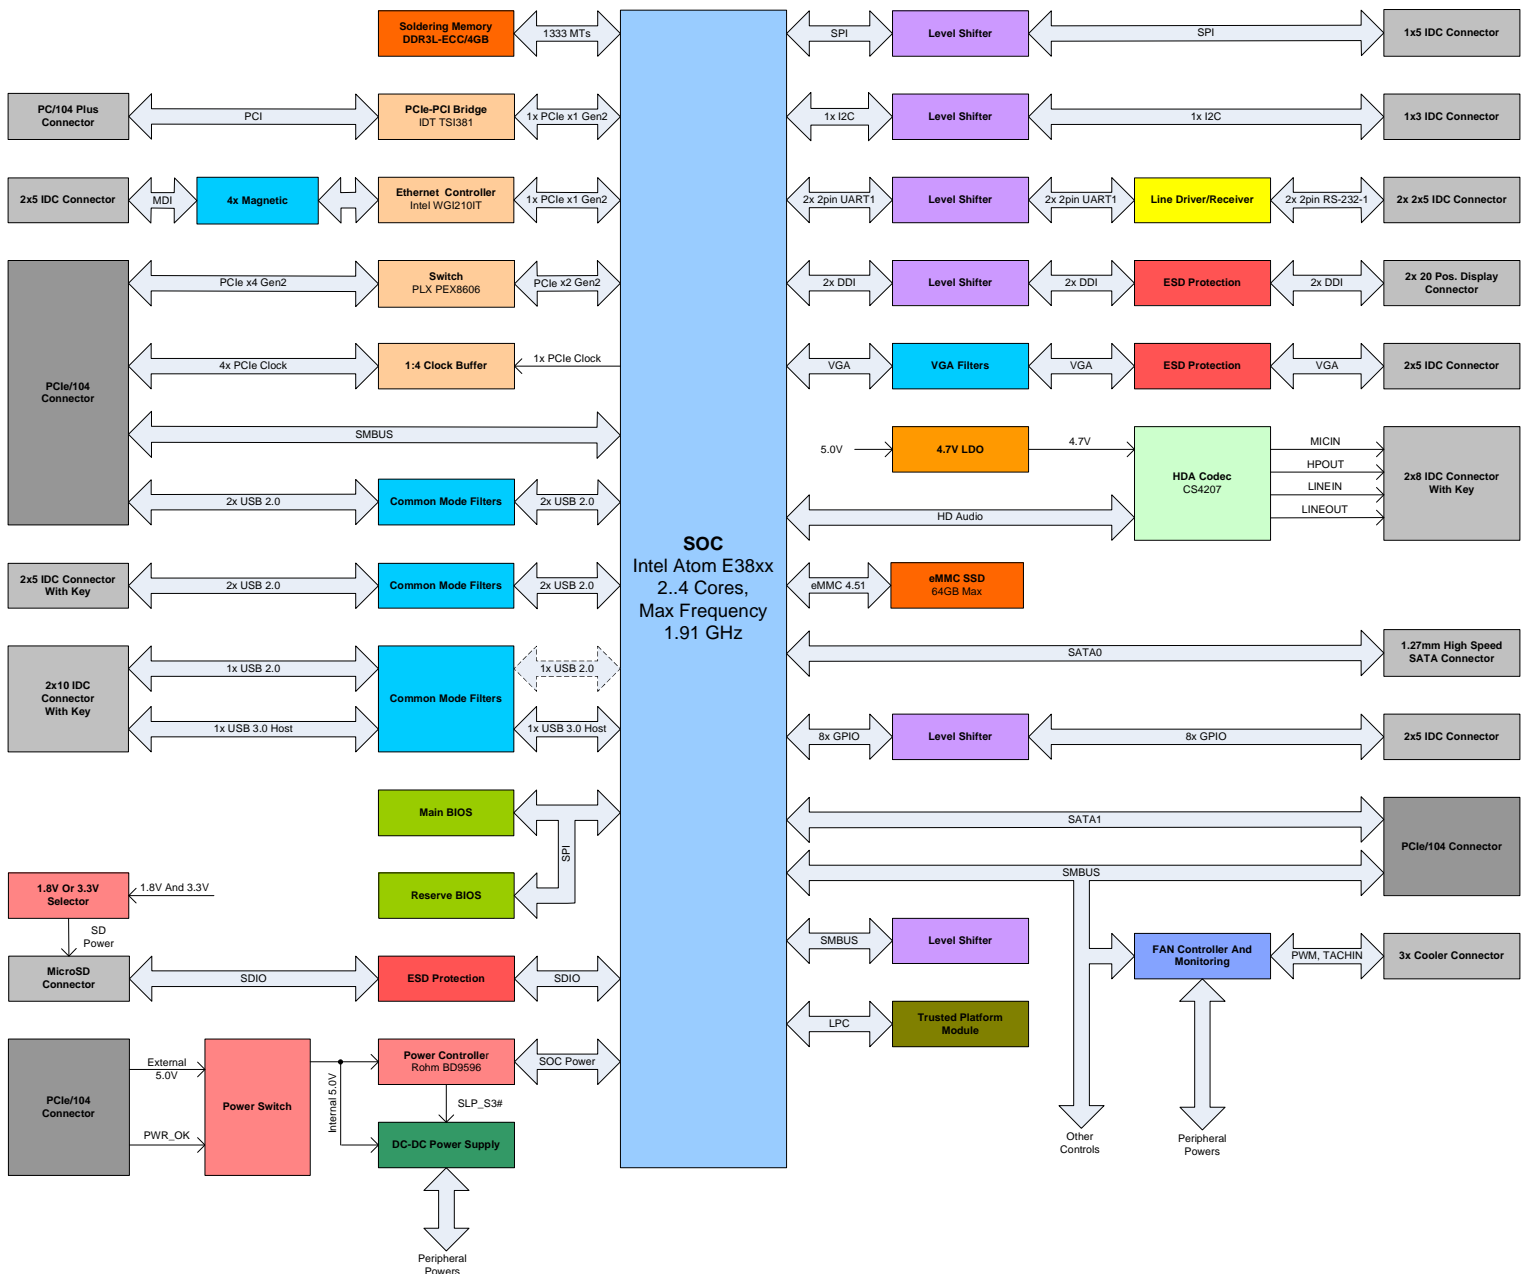 Soldering Memory
DDR3L-ECC/4GB
1333 MTs
SPI
Level Shifter
SPI
1x5 IDC Connector
PC/104 Plus
Connector
PCI
PCIe-PCI Bridge
IDT TSI381
1x PCIe x1 Gen2
1x I2C
Level Shifter
1x I2C
1x3 IDC Connector
2x5 IDC Connector
MDI
4x Magnetic
Ethernet Controller
Intel WGI210IT
1x PCIe x1 Gen2
2x 2pin UART1
Level Shifter
2x 2pin UART1
Line Driver/Receiver
2x 2pin RS-232-1
2x 2x5 IDC Connector
PCIe/104
Connector
PCIe x4 Gen2
Switch
PLX PEX8606
PCIe x2 Gen2
2x DDI
Level Shifter
2x DDI
ESD Protection
2x DDI
2x 20 Pos. Display
Connector
4x PCIe Clock
1:4 Clock Buffer
1x PCIe Clock
VGA
VGA Filters
VGA
ESD Protection
VGA
2x5 IDC Connector
SMBUS
5.0V
4.7V LDO
4.7V
HDA Codec
CS4207
MICIN
HPOUT
LINEIN
LINEOUT
2x8 IDC Connector
With Key
2x USB 2.0
Common Mode Filters
2x USB 2.0
HD Audio
SOC
Intel Atom E38xx
2..4 Cores,
Max Frequency
1.91 GHz
2x5 IDC Connector
With Key
2x USB 2.0
Common Mode Filters
2x USB 2.0
eMMC 4.51
eMMC SSD
64GB Max
2x10 IDC
Connector
With Key
1x USB 2.0
1x USB 3.0 Host
Common Mode Filters
1x USB 2.0
1x USB 3.0 Host
SATA0
1.27mm High Speed
SATA Connector
8x GPIO
Level Shifter
8x GPIO
2x5 IDC Connector
Main BIOS
SPI
Reserve BIOS
SATA1
SMBUS
PCIe/104 Connector
1.8V Or 3.3V
Selector
1.8V And 3.3V
SD
Power
MicroSD
Connector
SDIO
ESD Protection
SDIO
SMBUS
Level Shifter
FAN Controller And
Monitoring
PWM, TACHIN
3x Cooler Connector
LPC
Trusted Platform
Module
PCIe/104
Connector
External
5.0V
PWR_OK
Power Switch
Internal 5.0V
Power Controller
Rohm BD9596
SOC Power
SLP_S3#
DC-DC Power Supply
Other
Controls
Peripheral
Powers
Peripheral
Powers